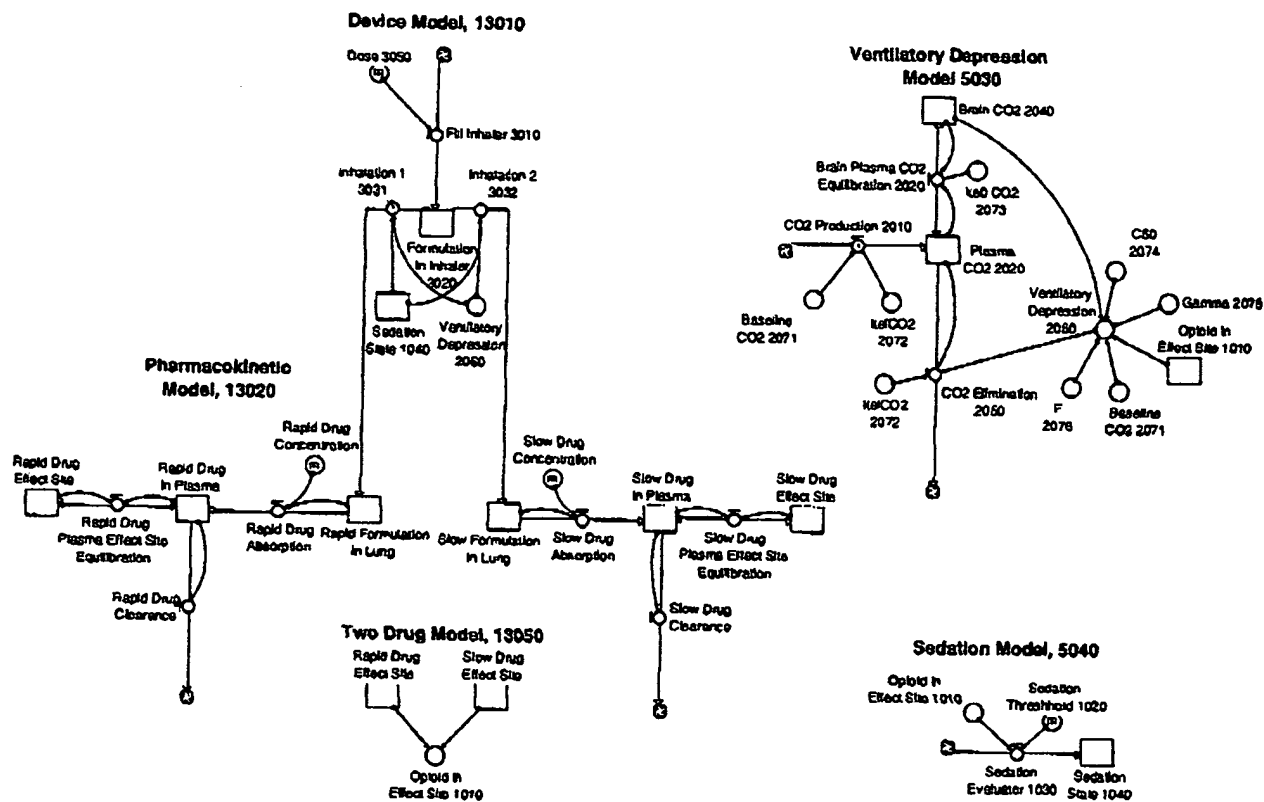 Device Model, 13010
Dose 3050
Fill Inhaler 3010
Inhalation 1
3031
Inhalation 2
3032
Formulation
In Inhaler
3020
Sedation
State 1040
Ventilatory
Depression
2060
Ventilatory Depression
Model 5030
Brain CO2 2040
Brain Plasma CO2
Equilibration 2020
ke0 CO2
2073
CO2 Production 2010
Plasma
CO2 2020
Baseline
CO2 2071
kelCO2
2072
C50
2074
Ventilatory
Depression
2060
Gamma 2075
Opioid in
Effect Site 1010
kelCO2
2072
CO2 Elimination
2050
F
2076
Baseline
CO2 2071
Pharmacokinetic
Model, 13020
Rapid Drug
Effect Site
Rapid Drug
In Plasma
Rapid Drug
Concentration
Rapid Drug
Plasma Effect Site
Equilibration
Rapid Drug
Absorption
Rapid Formulation
In Lung
Rapid Drug
Clearance
Slow Drug
Concentration
Slow Drug
In Plasma
Slow Drug
Effect Site
Slow Formulation
In Lung
Slow Drug
Absorption
Slow Drug
Plasma Effect Site
Equilibration
Slow Drug
Clearance
Two Drug Model, 13050
Rapid Drug
Effect Site
Slow Drug
Effect Site
Opioid in
Effect Site 1010
Sedation Model, 5040
Opioid in
Effect Site 1010
Sedation
Threshhold 1020
Sedation
Evaluater 1030
Sedation
State 1040